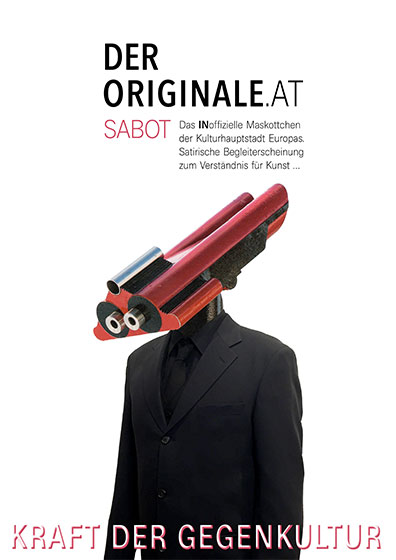 DER
ORIGINALE.AT
SABOT
Das INoffizielle Maskottchen
der Kulturhauptstadt Europas.
Satirische Begleiterscheinung
zum Verständnis für Kunst ...
KRAFT DER GEGENKULTUR